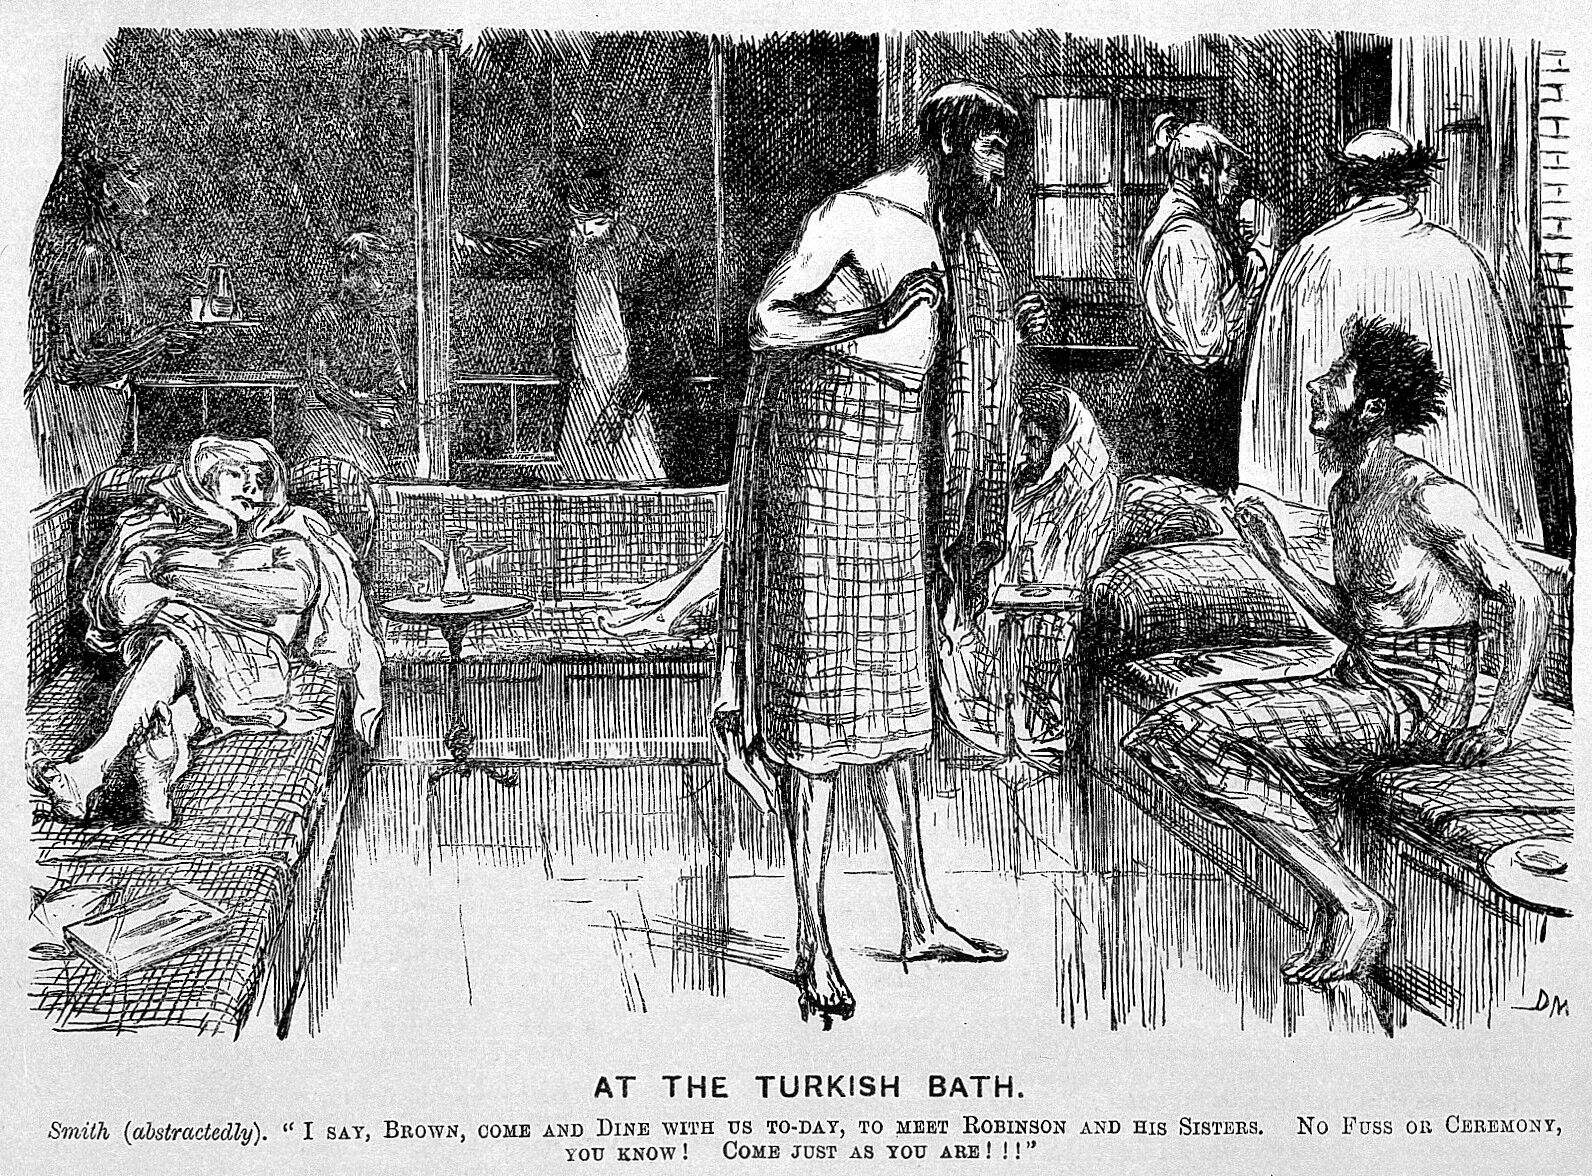 DM
AT THE TURKISH BATH.
Smith (abstractedly). "I SAY, BROWN, COME AND DINE WITH US TO-DAY, TO MEET ROBINSON AND HIS SISTERS. NO FUSS OR CEREMONY,
YOU KNOW! COME JUST AS YOU ARE!!!"